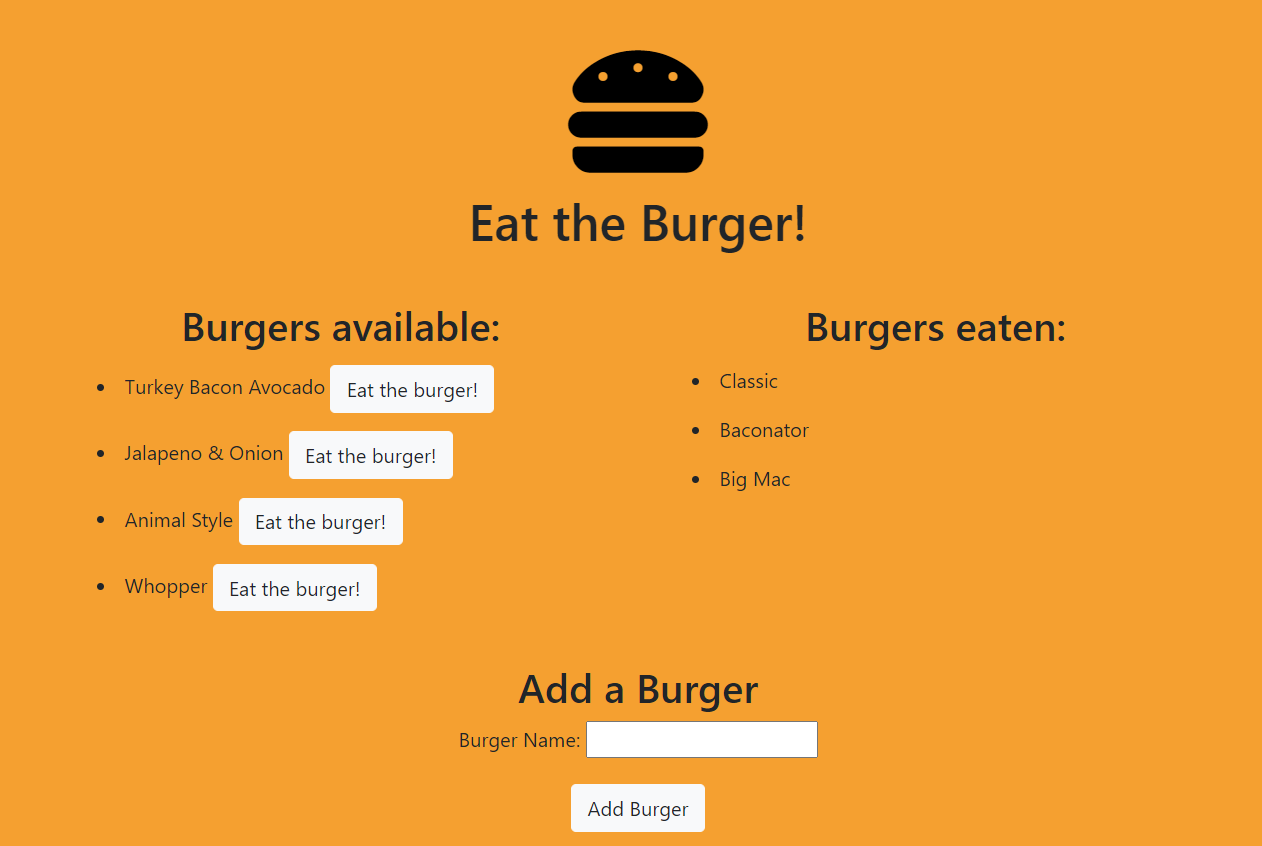 Eat the Burger!
Burgers available:
Turkey Bacon Avocado Eat the burger!
Jalapeno & Onion Eat the burger!
Animal Style Eat the burger!
Whopper Eat the burger!
Burgers eaten:
Classic
Baconator
Big Mac
Add a Burger
Burger Name:
Add Burger